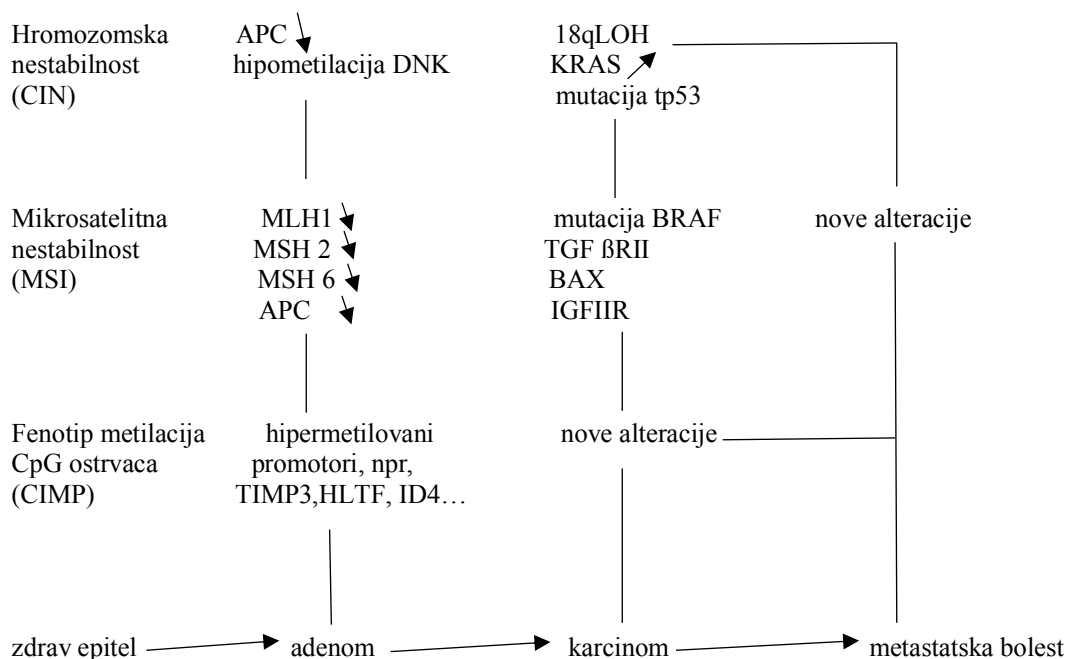 Hromozomska
nestabilnost
(CIN)
APC
hipometilacija DNK
18qLOH
KRAS
mutacija tp53
Mikrosatelitna
nestabilnost
(MSI)
MLH1
MSH 2
MSH 6
APC
mutacija BRAF
TGF ßRII
BAX
IGFIIR
nove alteracije
Fenotip metilacija
CpG ostrvaca
(CIMP)
hipermetilovani
promotori, npr,
TIMP3,HLTF, ID4…
nove alteracije
zdrav epitel
adenom
karcinom
metastatska bolest